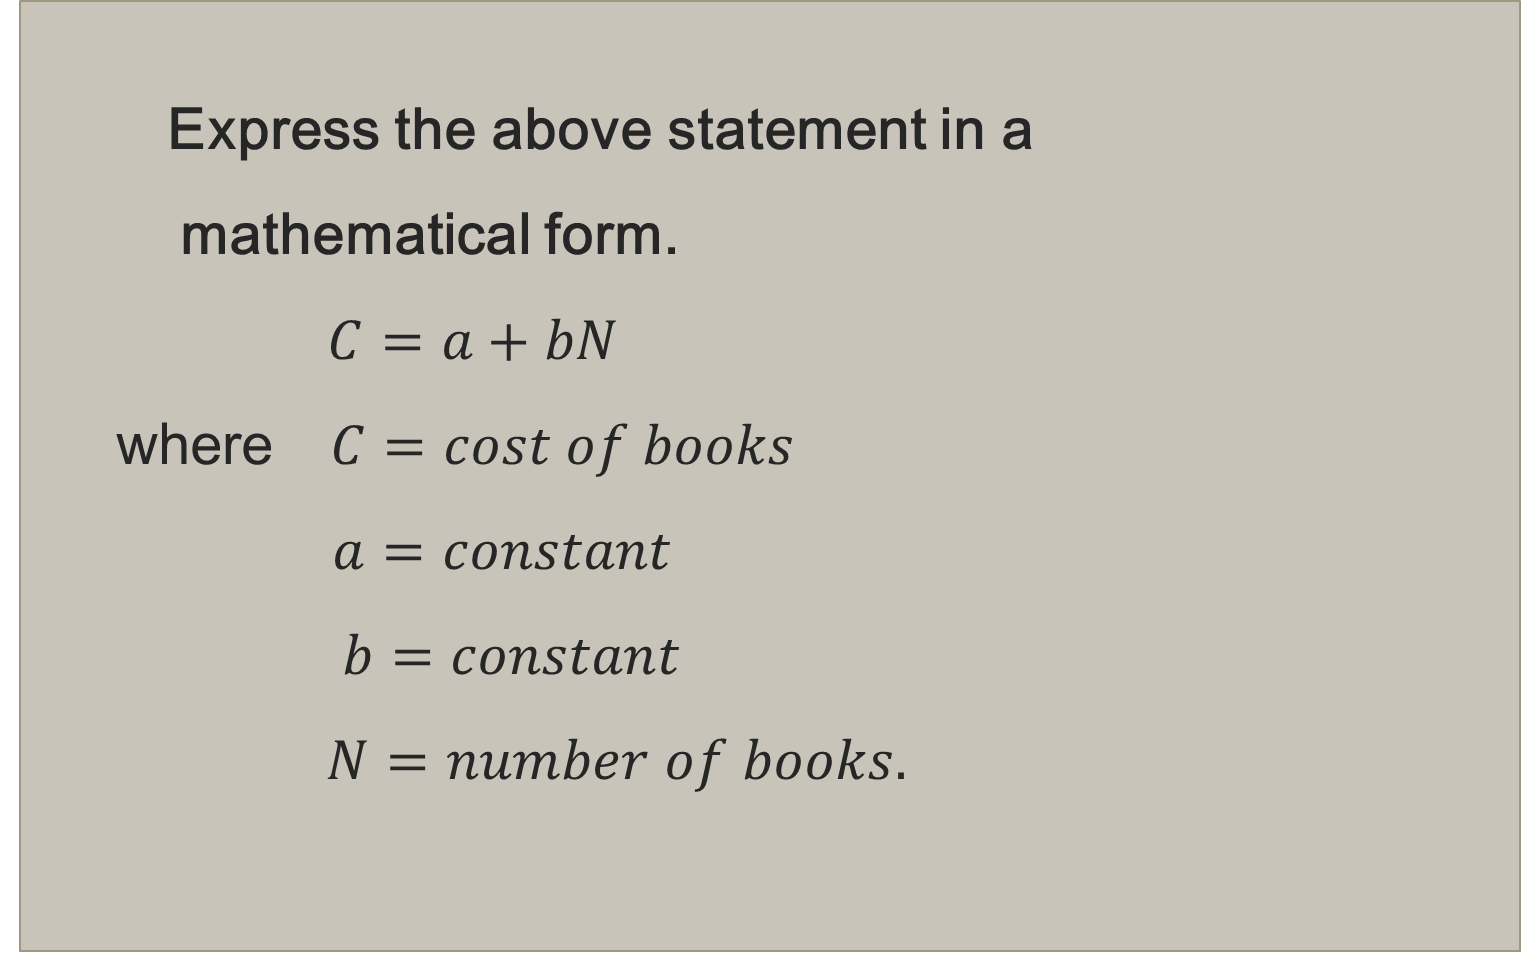 Express the above statement in a
mathematical form.
C = a + bN
where C = cost of books
a = constant
b = constant
N = number of books.